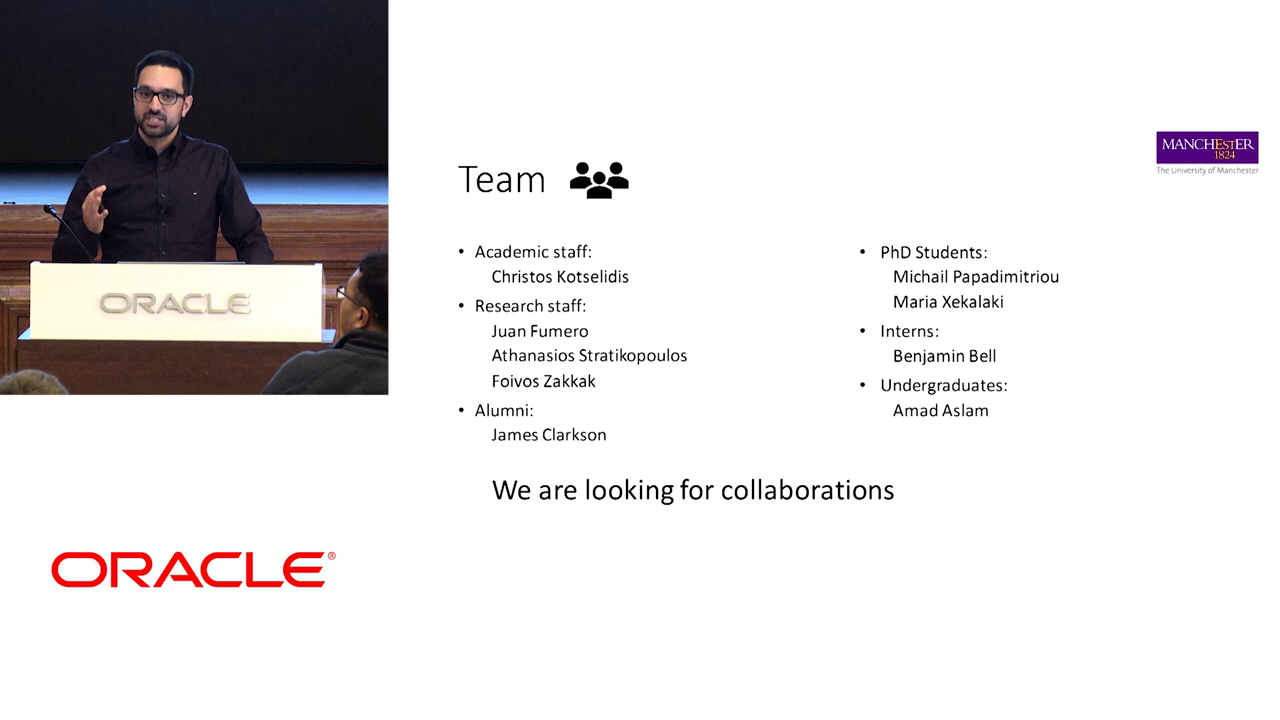 ORACLE
Team
MANCHESTER
1824
The University of Manchester
• Academic staff:
Christos Kotselidis
• Research staff:
Juan Fumero
Athanasios Stratikopoulos
Foivos Zakkak
• Alumni:
James Clarkson
• PhD Students:
Michail Papadimitriou
Maria Xekalaki
• Interns:
Benjamin Bell
• Undergraduates:
Amad Aslam
We are looking for collaborations
ORACLE®